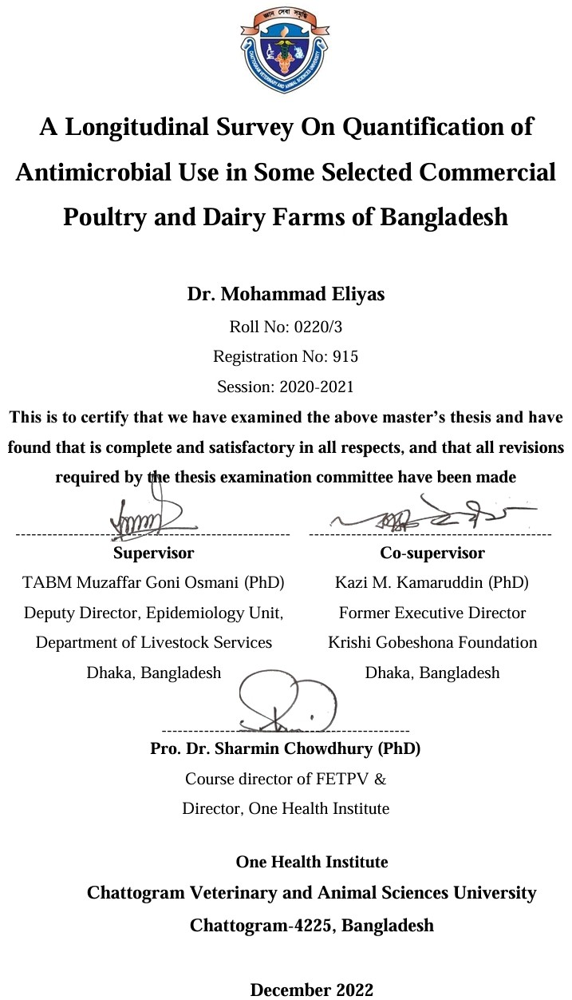 জ্ঞান সেবা সমৃদ্ধি
CHATTOGRAM VETERINARY AND ANIMAL SCIENCES UNIVERSITY
A Longitudinal Survey On Quantification of
Antimicrobial Use in Some Selected Commercial
Poultry and Dairy Farms of Bangladesh
Dr. Mohammad Eliyas
Roll No: 0220/3
Registration No: 915
Session: 2020-2021
This is to certify that we have examined the above master’s thesis and have
found that is complete and satisfactory in all respects, and that all revisions
required by the thesis examination committee have been made
Supervisor
TABM Muzaffar Goni Osmani (PhD)
Deputy Director, Epidemiology Unit,
Department of Livestock Services
Dhaka, Bangladesh
Co-supervisor
Kazi M. Kamaruddin (PhD)
Former Executive Director
Krishi Gobeshona Foundation
Dhaka, Bangladesh
Pro. Dr. Sharmin Chowdhury (PhD)
Course director of FETPV &
Director, One Health Institute
One Health Institute
Chattogram Veterinary and Animal Sciences University
Chattogram-4225, Bangladesh
December 2022